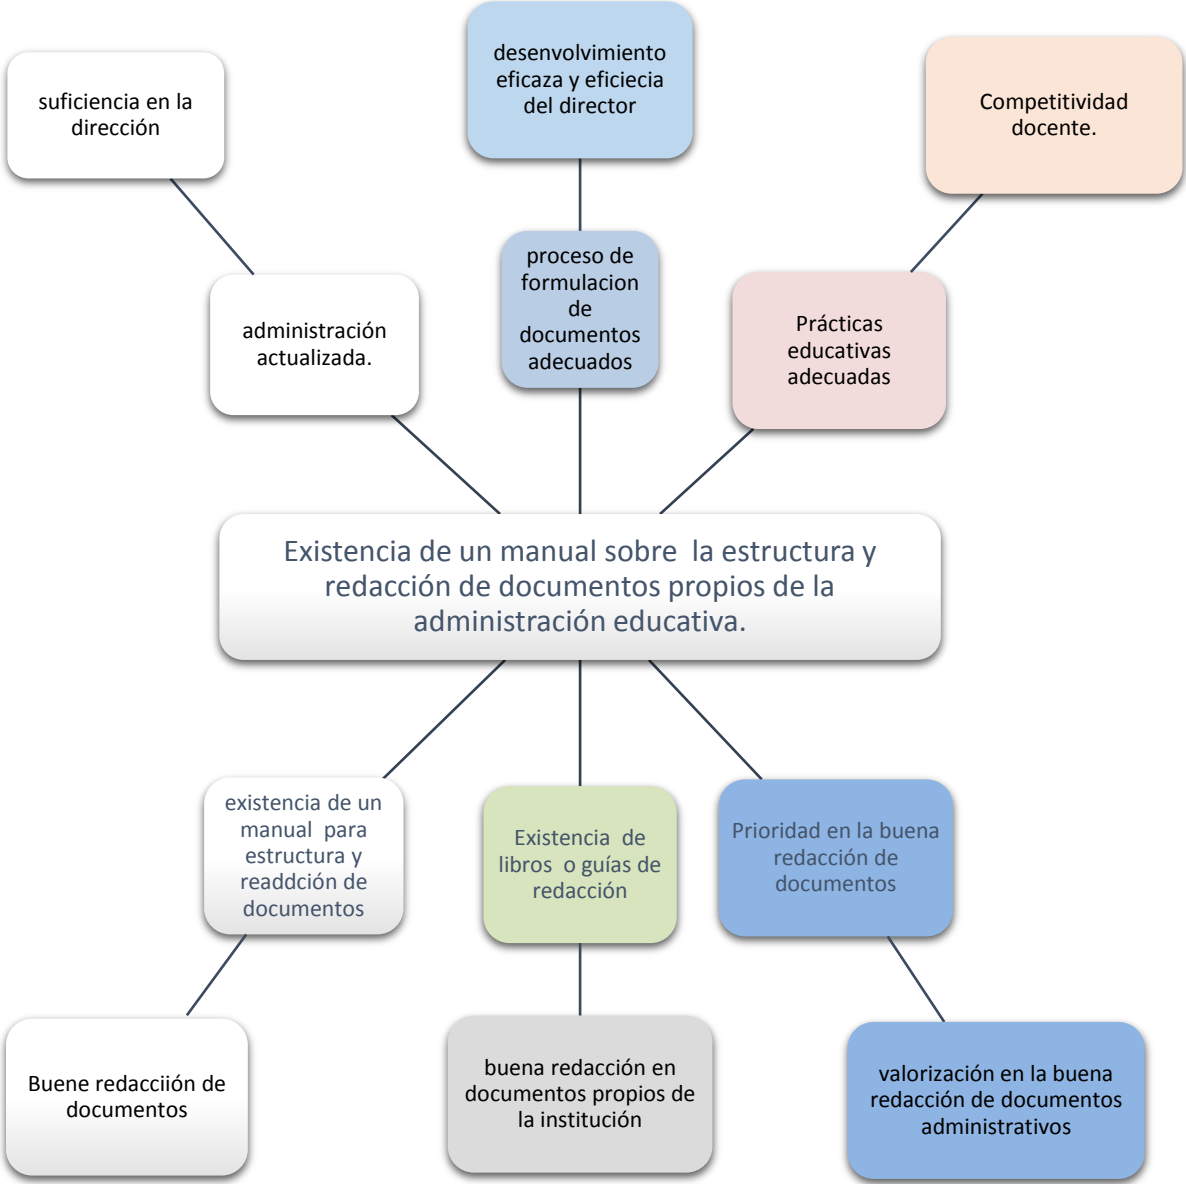 suficiencia en la
dirección
desenvolvimiento
eficaza y eficiecia
del director
Competitividad
docente.
administración
actualizada.
proceso de
formulacion
de
documentos
adecuados
Prácticas
educativas
adecuadas
Existencia de un manual sobre  la estructura y
redacción de documentos propios de la
administración educativa.
existencia de un
manual  para
estructura y
readdción de
documentos
Existencia  de
libros  o guías de
redacción
Prioridad en la buena
redacción de
documentos
Buene redacciión de
documentos
buena redacción en
documentos propios de
la institución
valorización en la buena
redacción de documentos
administrativos